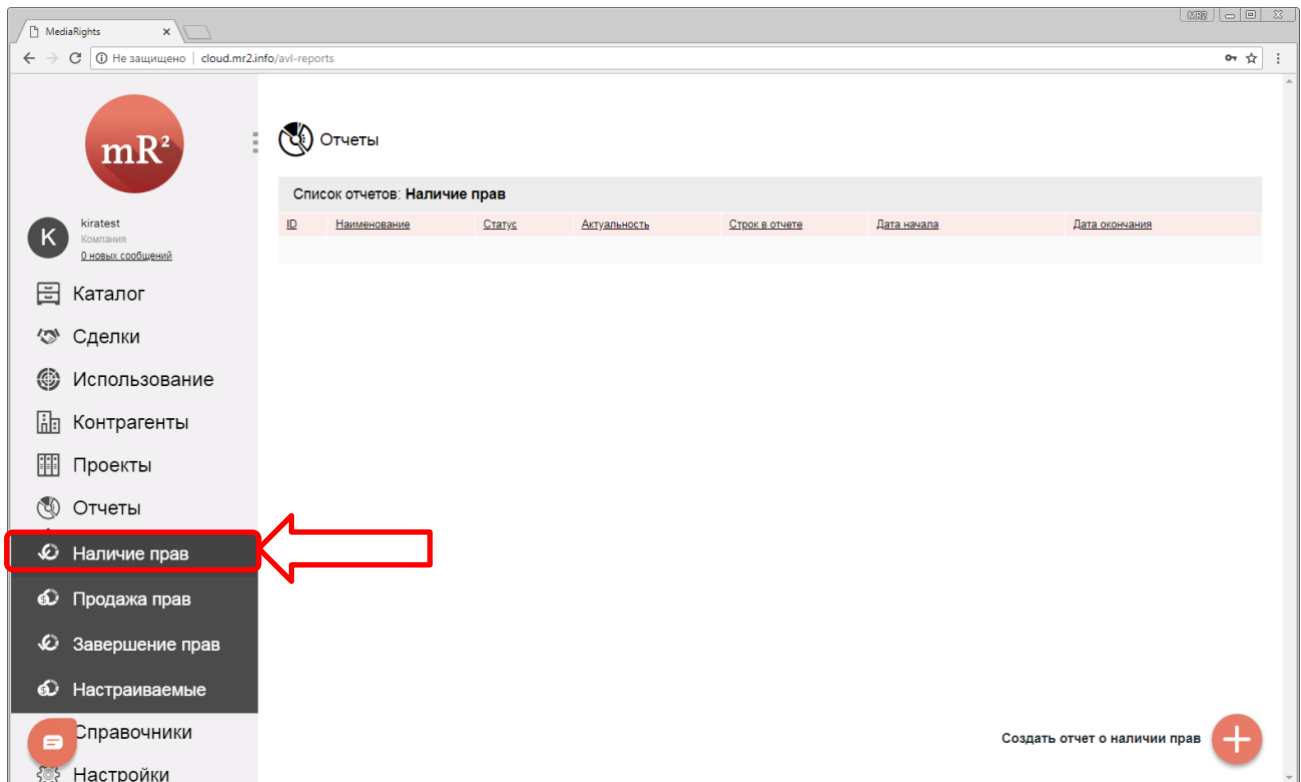 MediaRights
MR2
Не защищено | cloud.mr2.info/avl-reports
mR²
Отчеты
Список отчетов: Наличие прав
K
kiratest
Компания
0 новых сообщений
ID Наименование Статус Актуальность Строк в отчете Дата начала Дата окончания
Каталог
Сделки
Использование
Контрагенты
Проекты
Отчеты
Наличие прав
Продажа прав
Завершение прав
Настраиваемые
Справочники
Создать отчет о наличии прав
Настройки